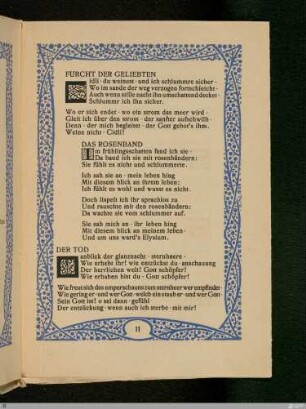 FURCHT DER GELIEBTEN
Cidli · du weinest · und ich schlummre sicher ·
Wo im sande der weg verzogen fortschleicht ·
Auch wenn stille nacht ihn umschattend decket ·
Schlummr ich ihn sicher.
Wo er sich endet · wo ein strom das meer wird ·
Gleit ich über den strom · der sanfter aufschwillt ·
Denn · der mich begleitet · der Gott gebot's ihm.
Weine nicht · Cidli!
DAS ROSENBAND
Im frühlingsschatten fand ich sie ·
Da band ich sie mit rosenbändern:
Sie fühlt es nicht und schlummerte.
Ich sah sie an · mein leben hing
Mit diesem blick an ihrem leben:
Ich fühlt es wohl und wusst es nicht.
Doch lispelt ich ihr sprachlos zu
Und rauschte mit den rosenbändern:
Da wachte sie vom schlummer auf.
Sie sah mich an · ihr leben hing
Mit diesem blick an meinem leben ·
Und um uns ward's Elysium.
DER TOD
O anblick der glanznacht · sternheere ·
Wie erhebt ihr! wie entzückst du · anschauung
Der herrlichen welt! Gott schöpfer!
Wie erhaben bist du · Gott schöpfer!
Wie freut sich des emporschauens zum sternheer wer empfindet
Wie gering er · und wer Gott · welch ein staub er · und wer Gott
Sein Gott ist! o sei dann · gefühl
Der entzückung · wenn auch ich sterbe · mit mir!
11